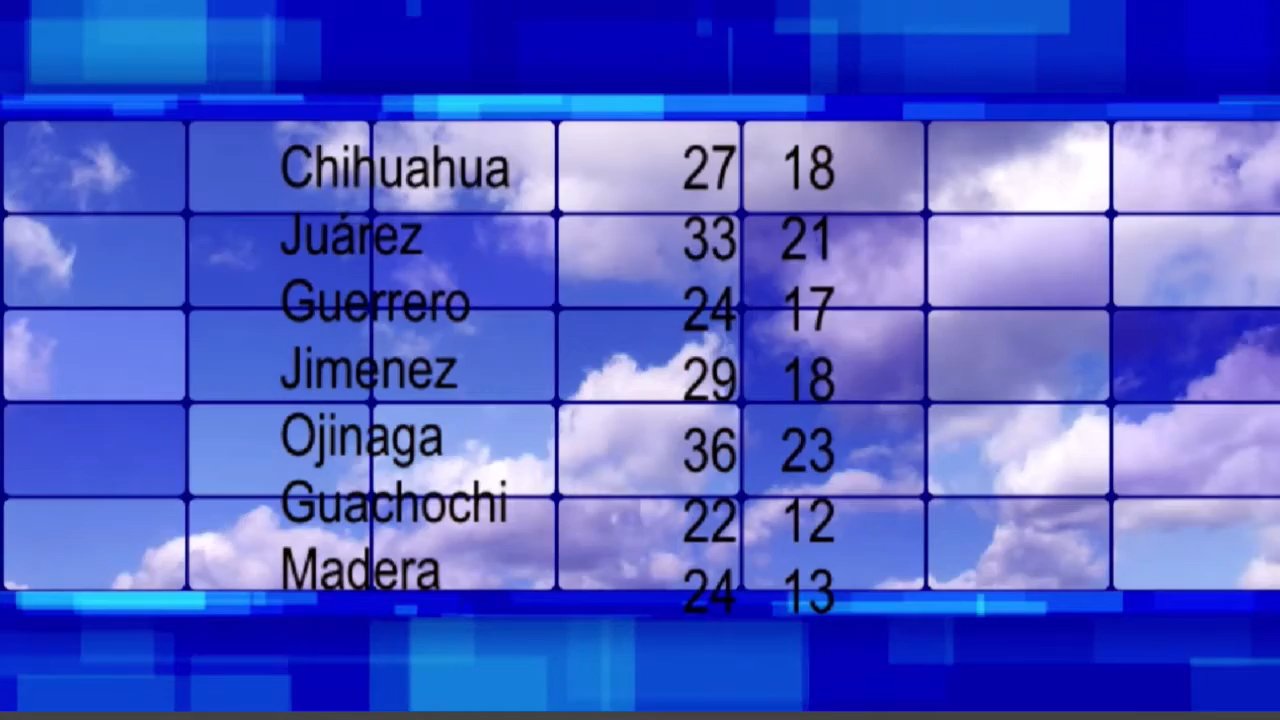 Chihuahua 27 18
Juárez 33 21
Guerrero 24 17
Jimenez 29 18
Ojinaga 36 23
Guachochi 22 12
Madera 24 13